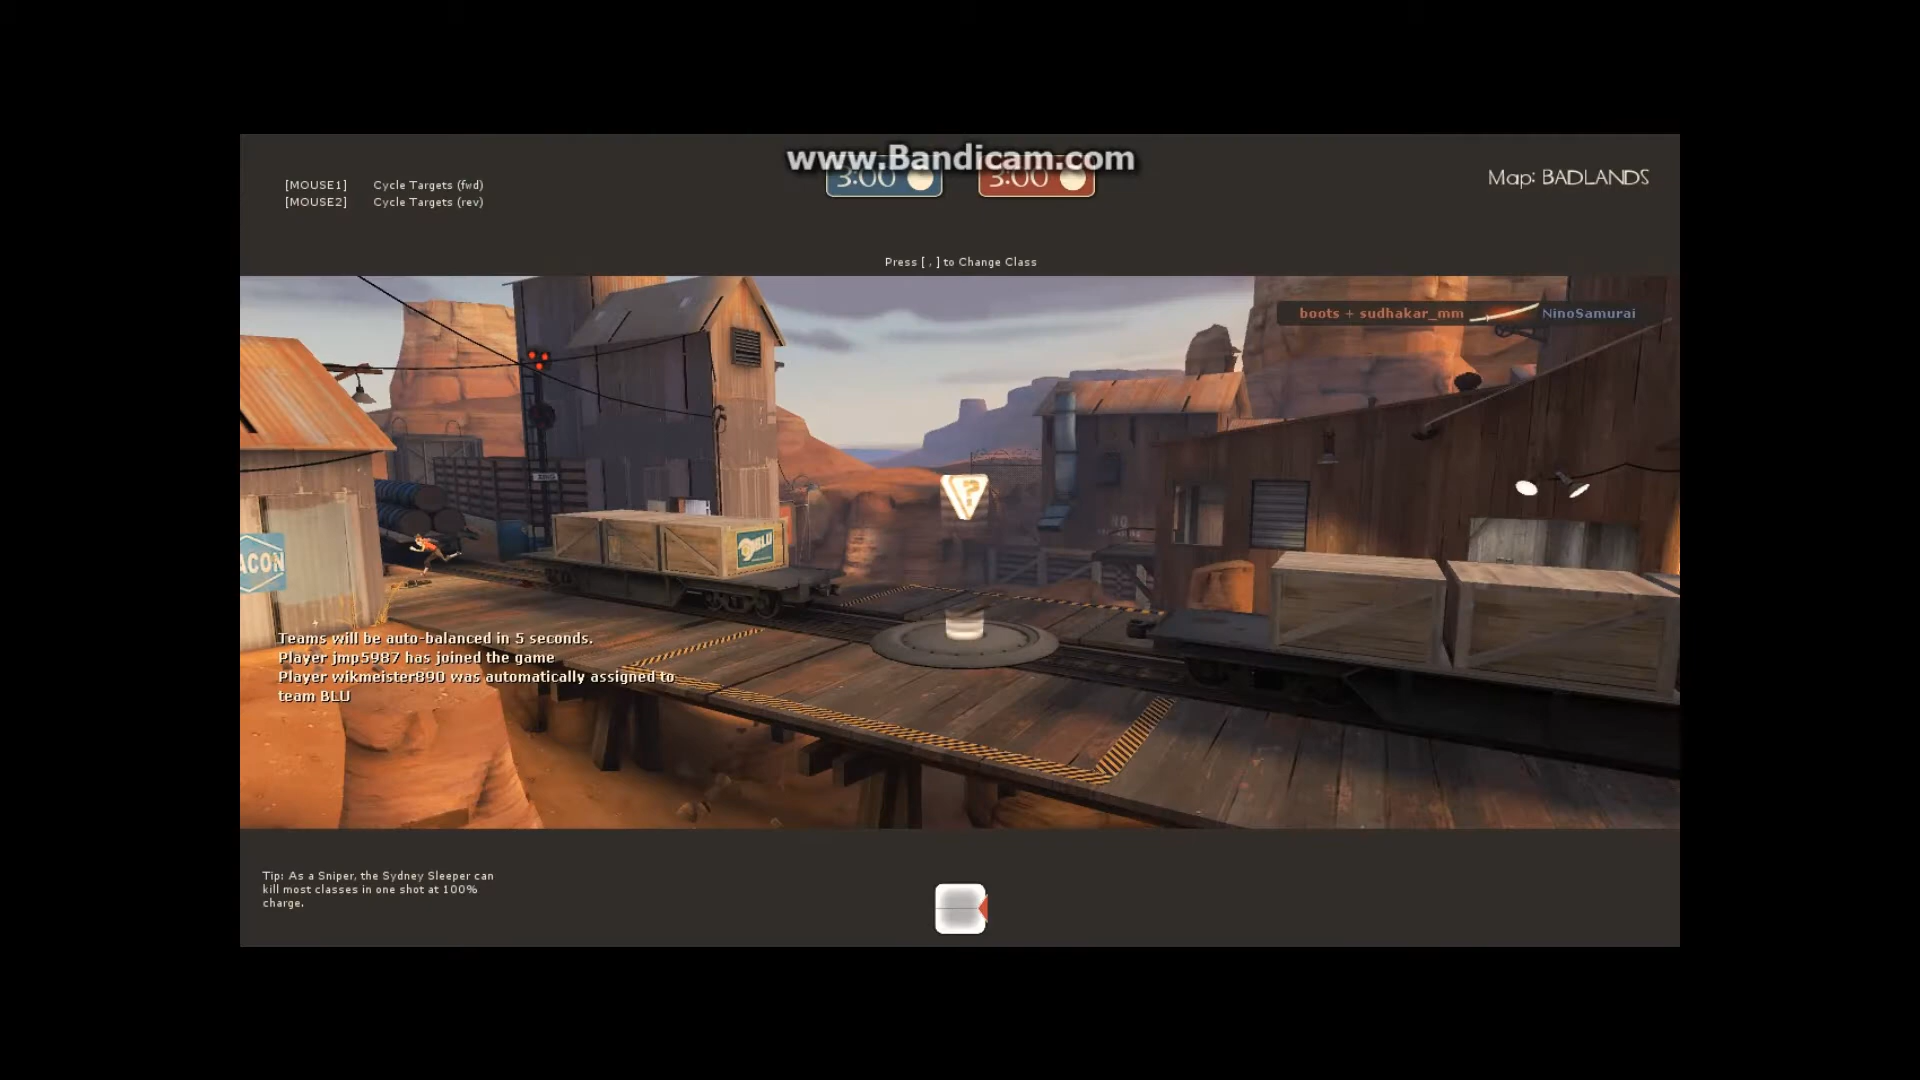 www.Bandicam.com
[MOUSE1] Cycle Targets (fwd)
[MOUSE2] Cycle Targets (rev)
3:00
3:00
Map: BADLANDS
Press [ , ] to Change Class
boots + sudhakar_mm NinoSamurai
?
BLU
ACON
Teams will be auto-balanced in 5 seconds.
Player jmp5987 has joined the game
Player wikmeister890 was automatically assigned to
team BLU
Tip: As a Sniper, the Sydney Sleeper can
kill most classes in one shot at 100%
charge.